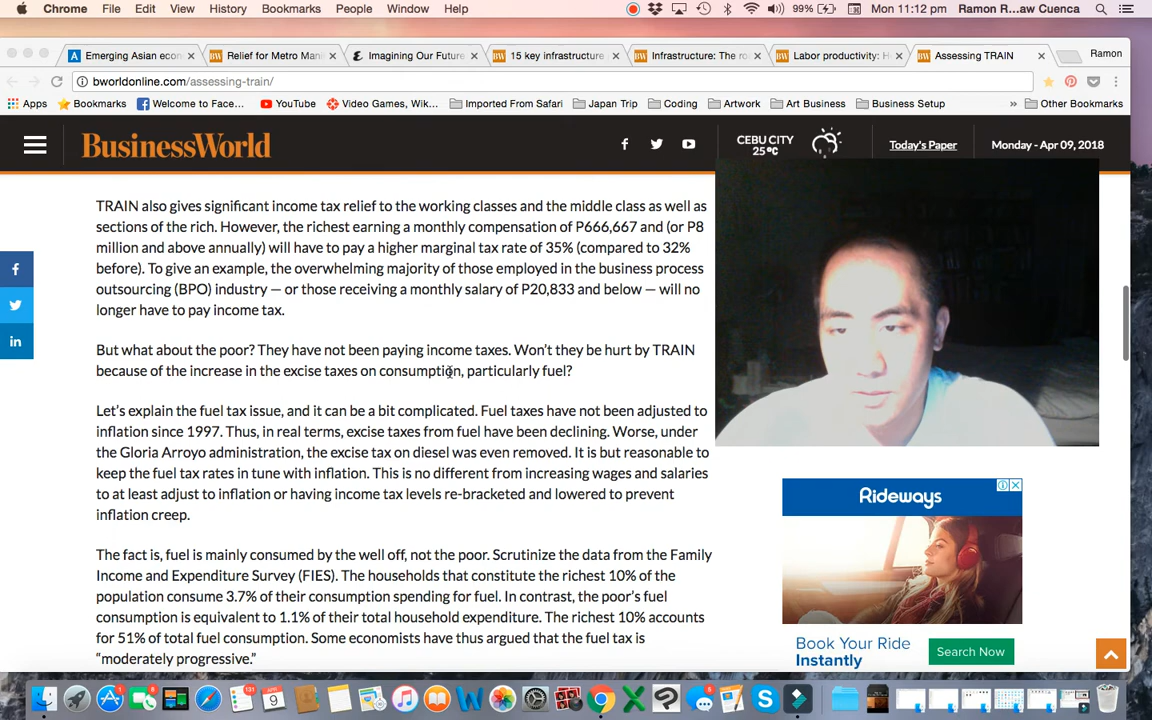 Chrome File Edit View History Bookmarks People Window Help 99% Mon 11:12 pm Ramon R...aw Cuenca
Emerging Asian econ
Relief for Metro Man
Imagining Our Future
15 key infrastructure
Infrastructure: The ro
Labor productivity: H
Assessing TRAIN
Ramon
bworldonline.com/assessing-train/
Apps Bookmarks Welcome to Face... YouTube Video Games, Wik... Imported From Safari Japan Trip Coding Artwork Art Business Business Setup » Other Bookmarks
BusinessWorld
CEBU CITY
25°C
Today's Paper
Monday - Apr 09, 2018
TRAIN also gives significant income tax relief to the working classes and the middle class as well as
sections of the rich. However, the richest earning a monthly compensation of P666,667 and (or P8
million and above annually) will have to pay a higher marginal tax rate of 35% (compared to 32%
before). To give an example, the overwhelming majority of those employed in the business process
outsourcing (BPO) industry — or those receiving a monthly salary of P20,833 and below — will no
longer have to pay income tax.
But what about the poor? They have not been paying income taxes. Won't they be hurt by TRAIN
because of the increase in the excise taxes on consumption, particularly fuel?
Let's explain the fuel tax issue, and it can be a bit complicated. Fuel taxes have not been adjusted to
inflation since 1997. Thus, in real terms, excise taxes from fuel have been declining. Worse, under
the Gloria Arroyo administration, the excise tax on diesel was even removed. It is but reasonable to
keep the fuel tax rates in tune with inflation. This is no different from increasing wages and salaries
to at least adjust to inflation or having income tax levels re-bracketed and lowered to prevent
inflation creep.
The fact is, fuel is mainly consumed by the well off, not the poor. Scrutinize the data from the Family
Income and Expenditure Survey (FIES). The households that constitute the richest 10% of the
population consume 3.7% of their consumption spending for fuel. In contrast, the poor's fuel
consumption is equivalent to 1.1% of their total household expenditure. The richest 10% accounts
for 51% of total fuel consumption. Some economists have thus argued that the fuel tax is
"moderately progressive."
Rideways
Book Your Ride
Instantly
Search Now